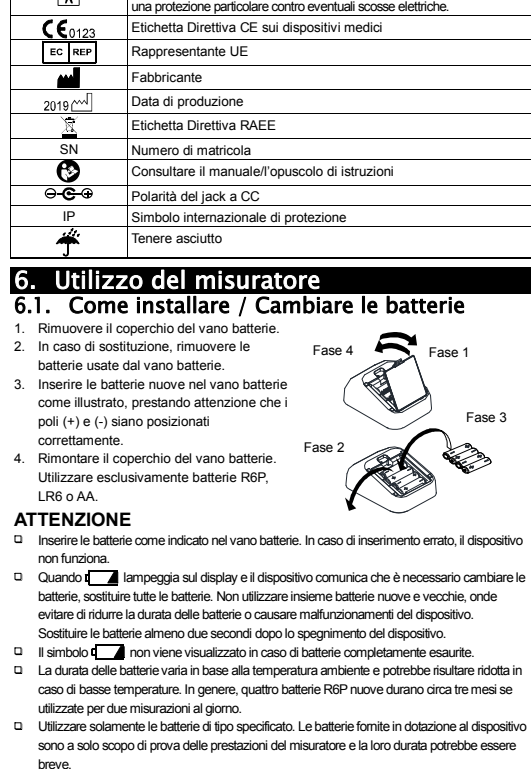 una protezione particolare contro eventuali scosse elettriche.
CE0123 Etichetta Direttiva CE sui dispositivi medici
EC REP Rappresentante UE
Fabbricante
2019 Data di produzione
Etichetta Direttiva RAEE
SN Numero di matricola
Consultare il manuale/l'opuscolo di istruzioni
Polarità del jack a CC
IP Simbolo internazionale di protezione
Tenere asciutto
6. Utilizzo del misuratore
6.1. Come installare / Cambiare le batterie
1. Rimuovere il coperchio del vano batterie.
2. In caso di sostituzione, rimuovere le
batterie usate dal vano batterie.
3. Inserire le batterie nuove nel vano batterie
come illustrato, prestando attenzione che i
poli (+) e (-) siano posizionati
correttamente.
4. Rimontare il coperchio del vano batterie.
Utilizzare esclusivamente batterie R6P,
LR6 o AA.
Fase 4
Fase 1
Fase 3
Fase 2
ATTENZIONE
Inserire le batterie come indicato nel vano batterie. In caso di inserimento errato, il dispositivo
non funziona.
Quando lampeggia sul display e il dispositivo comunica che è necessario cambiare le
batterie, sostituire tutte le batterie. Non utilizzare insieme batterie nuove e vecchie, onde
evitare di ridurre la durata delle batterie o causare malfunzionamenti del dispositivo.
Sostituire le batterie almeno due secondi dopo lo spegnimento del dispositivo.
Il simbolo non viene visualizzato in caso di batterie completamente esaurite.
La durata delle batterie varia in base alla temperatura ambiente e potrebbe risultare ridotta in
caso di basse temperature. In genere, quattro batterie R6P nuove durano circa tre mesi se
utilizzate per due misurazioni al giorno.
Utilizzare solamente le batterie di tipo specificato. Le batterie fornite in dotazione al dispositivo
sono a solo scopo di prova delle prestazioni del misuratore e la loro durata potrebbe essere
breve.